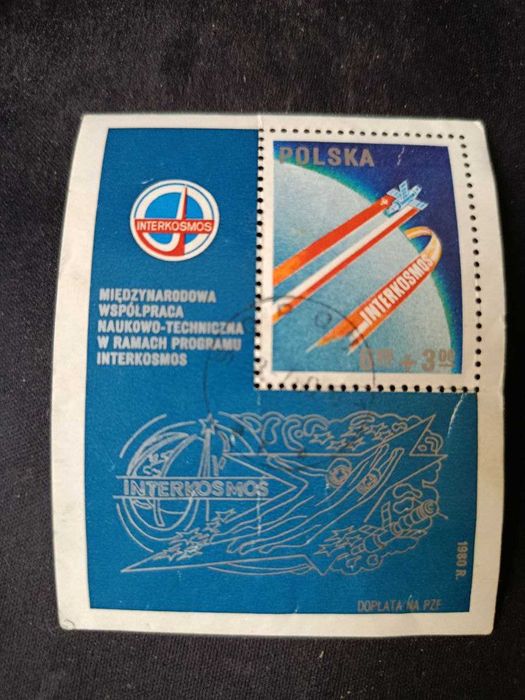 POLSKA
INTERKOSMOS
INTERKOSMOS
MIĘDZYNARODOWA
WSPÓŁPRACA
NAUKOWO-TECHNICZNA
W RAMACH PROGRAMU
INTERKOSMOS
+ 3.00
INTERKOSMOS
1980 R.
DOPŁATA NA PZF